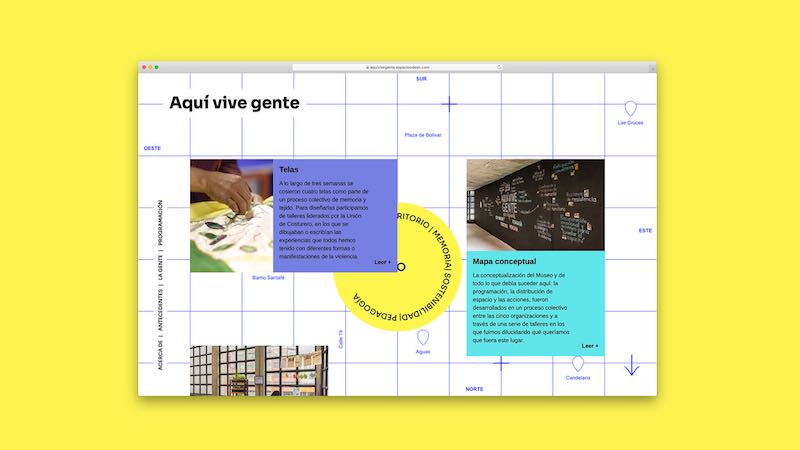 aquivivegente.espacioodeon.com
SUR
Aquí vive gente
Plaza de Bolívar
Las Cruces
OESTE
Telas
A lo largo de tres semanas se
cosieron cuatro telas como parte de
un proceso colectivo de memoria y
tejido. Para diseñarlas participamos
de talleres liderados por la Unión
de Costurero, en los que se
dibujaban o escribían las
experiencias que todos hemos
tenido con diferentes formas o
manifestaciones de la violencia.
Leer +
RITORIO | MEMORIA| SOSTENIBILIDAD| PEDAGOGÍA
O
ESTE
Mapa conceptual
La conceptualización del Museo y de
todo lo que debía suceder aquí: la
programación, la distribución de
espacio y las acciones, fueron
desarrollados en un proceso colectivo
entre las cinco organizaciones y a
través de una serie de talleres en los
que fuimos dilucidando qué queríamos
que fuera este lugar.
Leer +
ACERCA DE | ANTECEDENTES | LA GENTE | PROGRAMACIÓN
Barrio Santafé
Calle 19
Aguas
Candelaria
NORTE